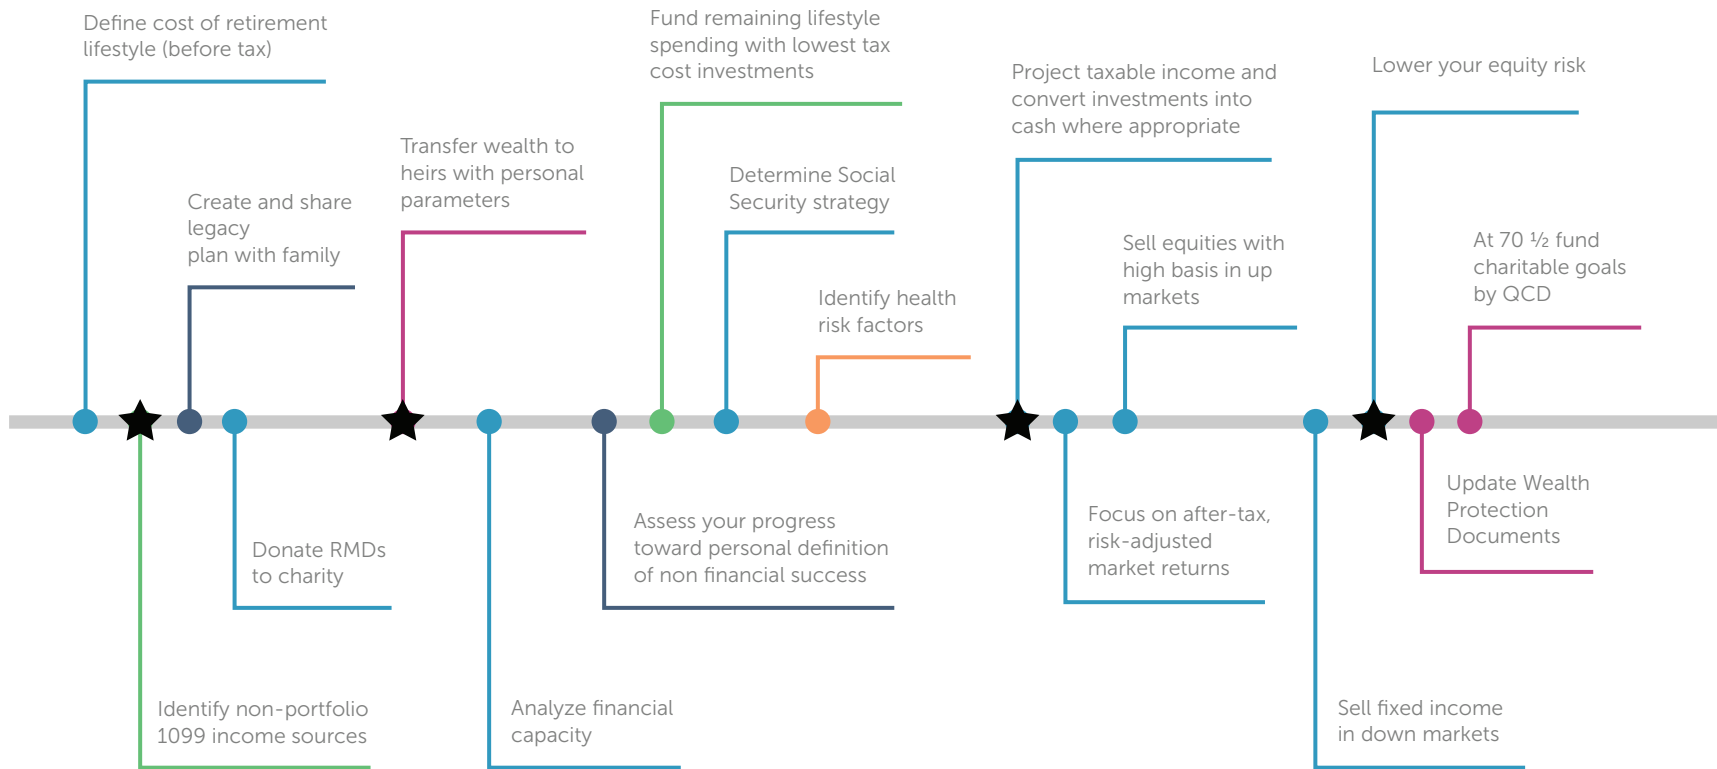 Define cost of retirement
lifestyle (before tax)
Create and share
legacy
plan with family
Transfer wealth to
heirs with personal
parameters
Fund remaining lifestyle
spending with lowest tax
cost investments
Determine Social
Security strategy
Identify health
risk factors
Project taxable income and
convert investments into
cash where appropriate
Sell equities with
high basis in up
markets
Lower your equity risk
At 70 ½ fund
charitable goals
by QCD
Identify non-portfolio
1099 income sources
Donate RMDs
to charity
Analyze financial
capacity
Assess your progress
toward personal definition
of non financial success
Focus on after-tax,
risk-adjusted
market returns
Sell fixed income
in down markets
Update Wealth
Protection
Documents